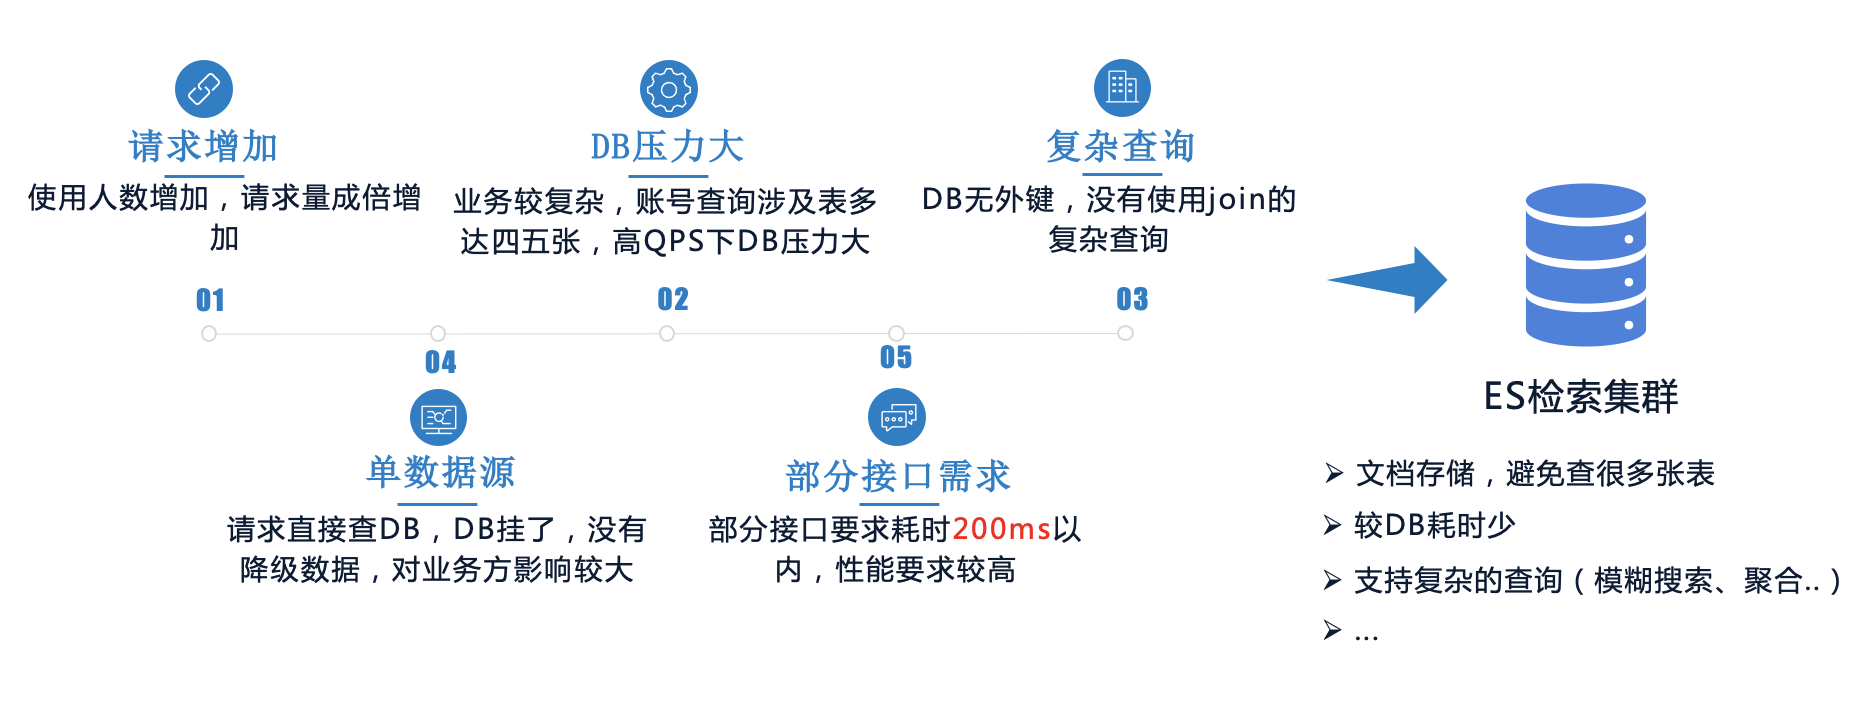 请求增加
使用人数增加，请求量成倍增
加
01
DB压力大
业务较复杂，账号查询涉及表多
达四五张，高QPS下DB压力大
02
复杂查询
DB无外键，没有使用join的
复杂查询
03
04
单数据源
请求直接查DB，DB挂了，没有
降级数据，对业务方影响较大
05
部分接口需求
部分接口要求耗时200ms以
内，性能要求较高
ES检索集群
文档存储，避免查很多张表
较DB耗时少
支持复杂的查询（模糊搜索、聚合..）
...